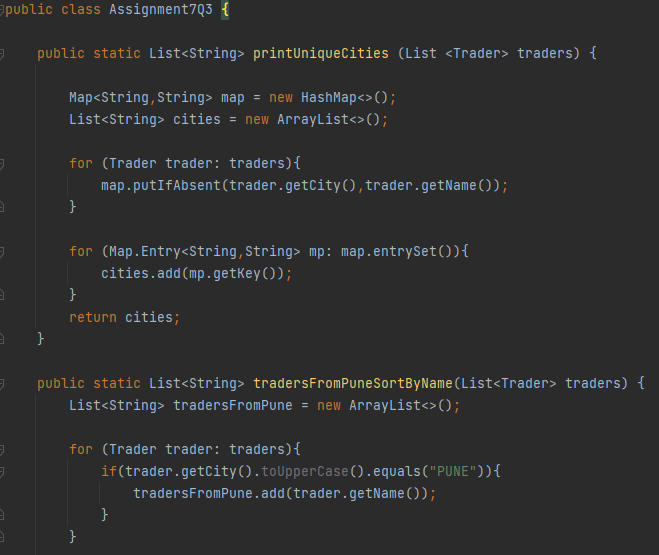 public class Assignment7Q3 {
public static List<String> printUniqueCities (List <Trader> traders) {
Map<String,String> map = new HashMap<>();
List<String> cities = new ArrayList<>();
for (Trader trader: traders){
map.putIfAbsent(trader.getCity(),trader.getName());
}
for (Map.Entry<String,String> mp: map.entrySet()){
cities.add(mp.getKey());
}
return cities;
}
public static List<String> tradersFromPuneSortByName(List<Trader> traders) {
List<String> tradersFromPune = new ArrayList<>();
for (Trader trader: traders){
if(trader.getCity().toUpperCase().equals("PUNE")){
tradersFromPune.add(trader.getName());
}
}